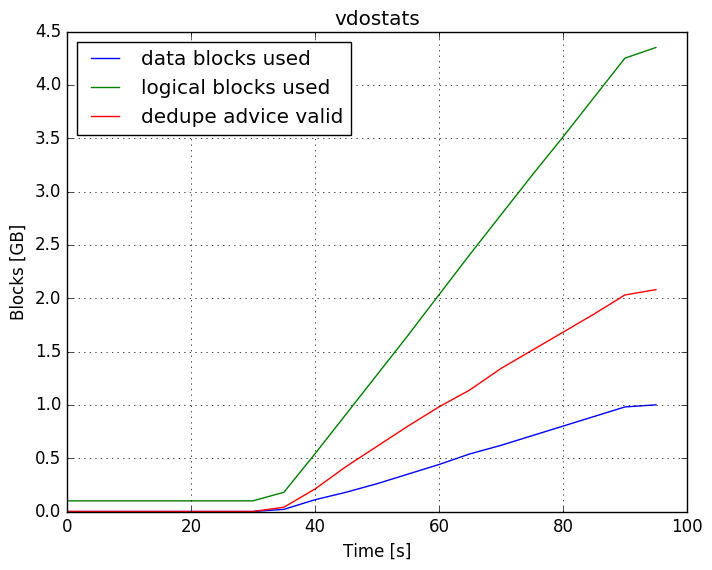 vdostats
data blocks used
logical blocks used
dedupe advice valid
Blocks [GB]
4.5
4.0
3.5
3.0
2.5
2.0
1.5
1.0
0.5
0.0
0 20 40 60 80 100
Time [s]